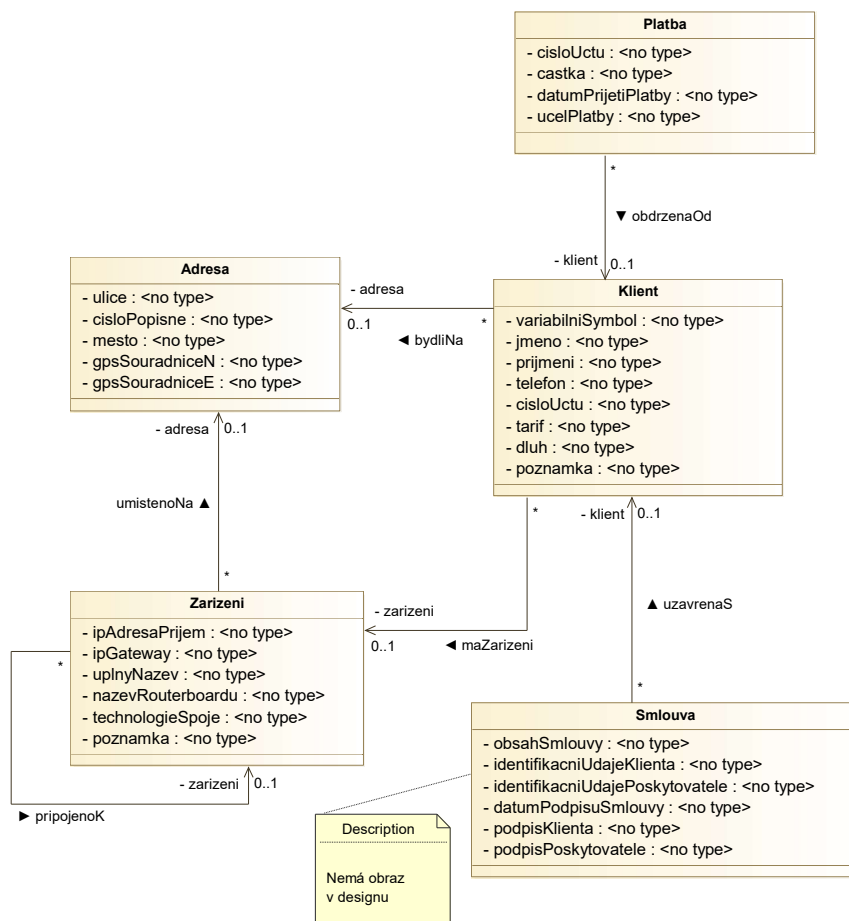 Platba
- cisloUctu : <no type>
- castka : <no type>
- datumPrijetiPlatby : <no type>
- ucelPlatby : <no type>
*
▼ obdrzenaOd
- klient
0..1
Adresa
- ulice : <no type>
- cisloPopisne : <no type>
- mesto : <no type>
- gpsSouradniceN : <no type>
- gpsSouradniceE : <no type>
- adresa
0..1
*
◄ bydliNa
Klient
- variabilniSymbol : <no type>
- jmeno : <no type>
- prijmeni : <no type>
- telefon : <no type>
- cisloUctu : <no type>
- tarif : <no type>
- dluh : <no type>
- poznamka : <no type>
- adresa
0..1
umistenoNa ▲
*
*
- zarizeni
0..1
◄ maZarizeni
- klient
0..1
▲ uzavrenaS
*
Zarizeni
- ipAdresaPrijem : <no type>
- ipGateway : <no type>
- uplnyNazev : <no type>
- nazevRouterboardu : <no type>
- technologieSpoje : <no type>
- poznamka : <no type>
*
- zarizeni
0..1
► pripojenoK
Smlouva
- obsahSmlouvy : <no type>
- identifikacniUdajeKlienta : <no type>
- identifikacniUdajePoskytovatele : <no type>
- datumPodpisuSmlouvy : <no type>
- podpisKlienta : <no type>
- podpisPoskytovatele : <no type>
Description
Nemá obraz
v designu